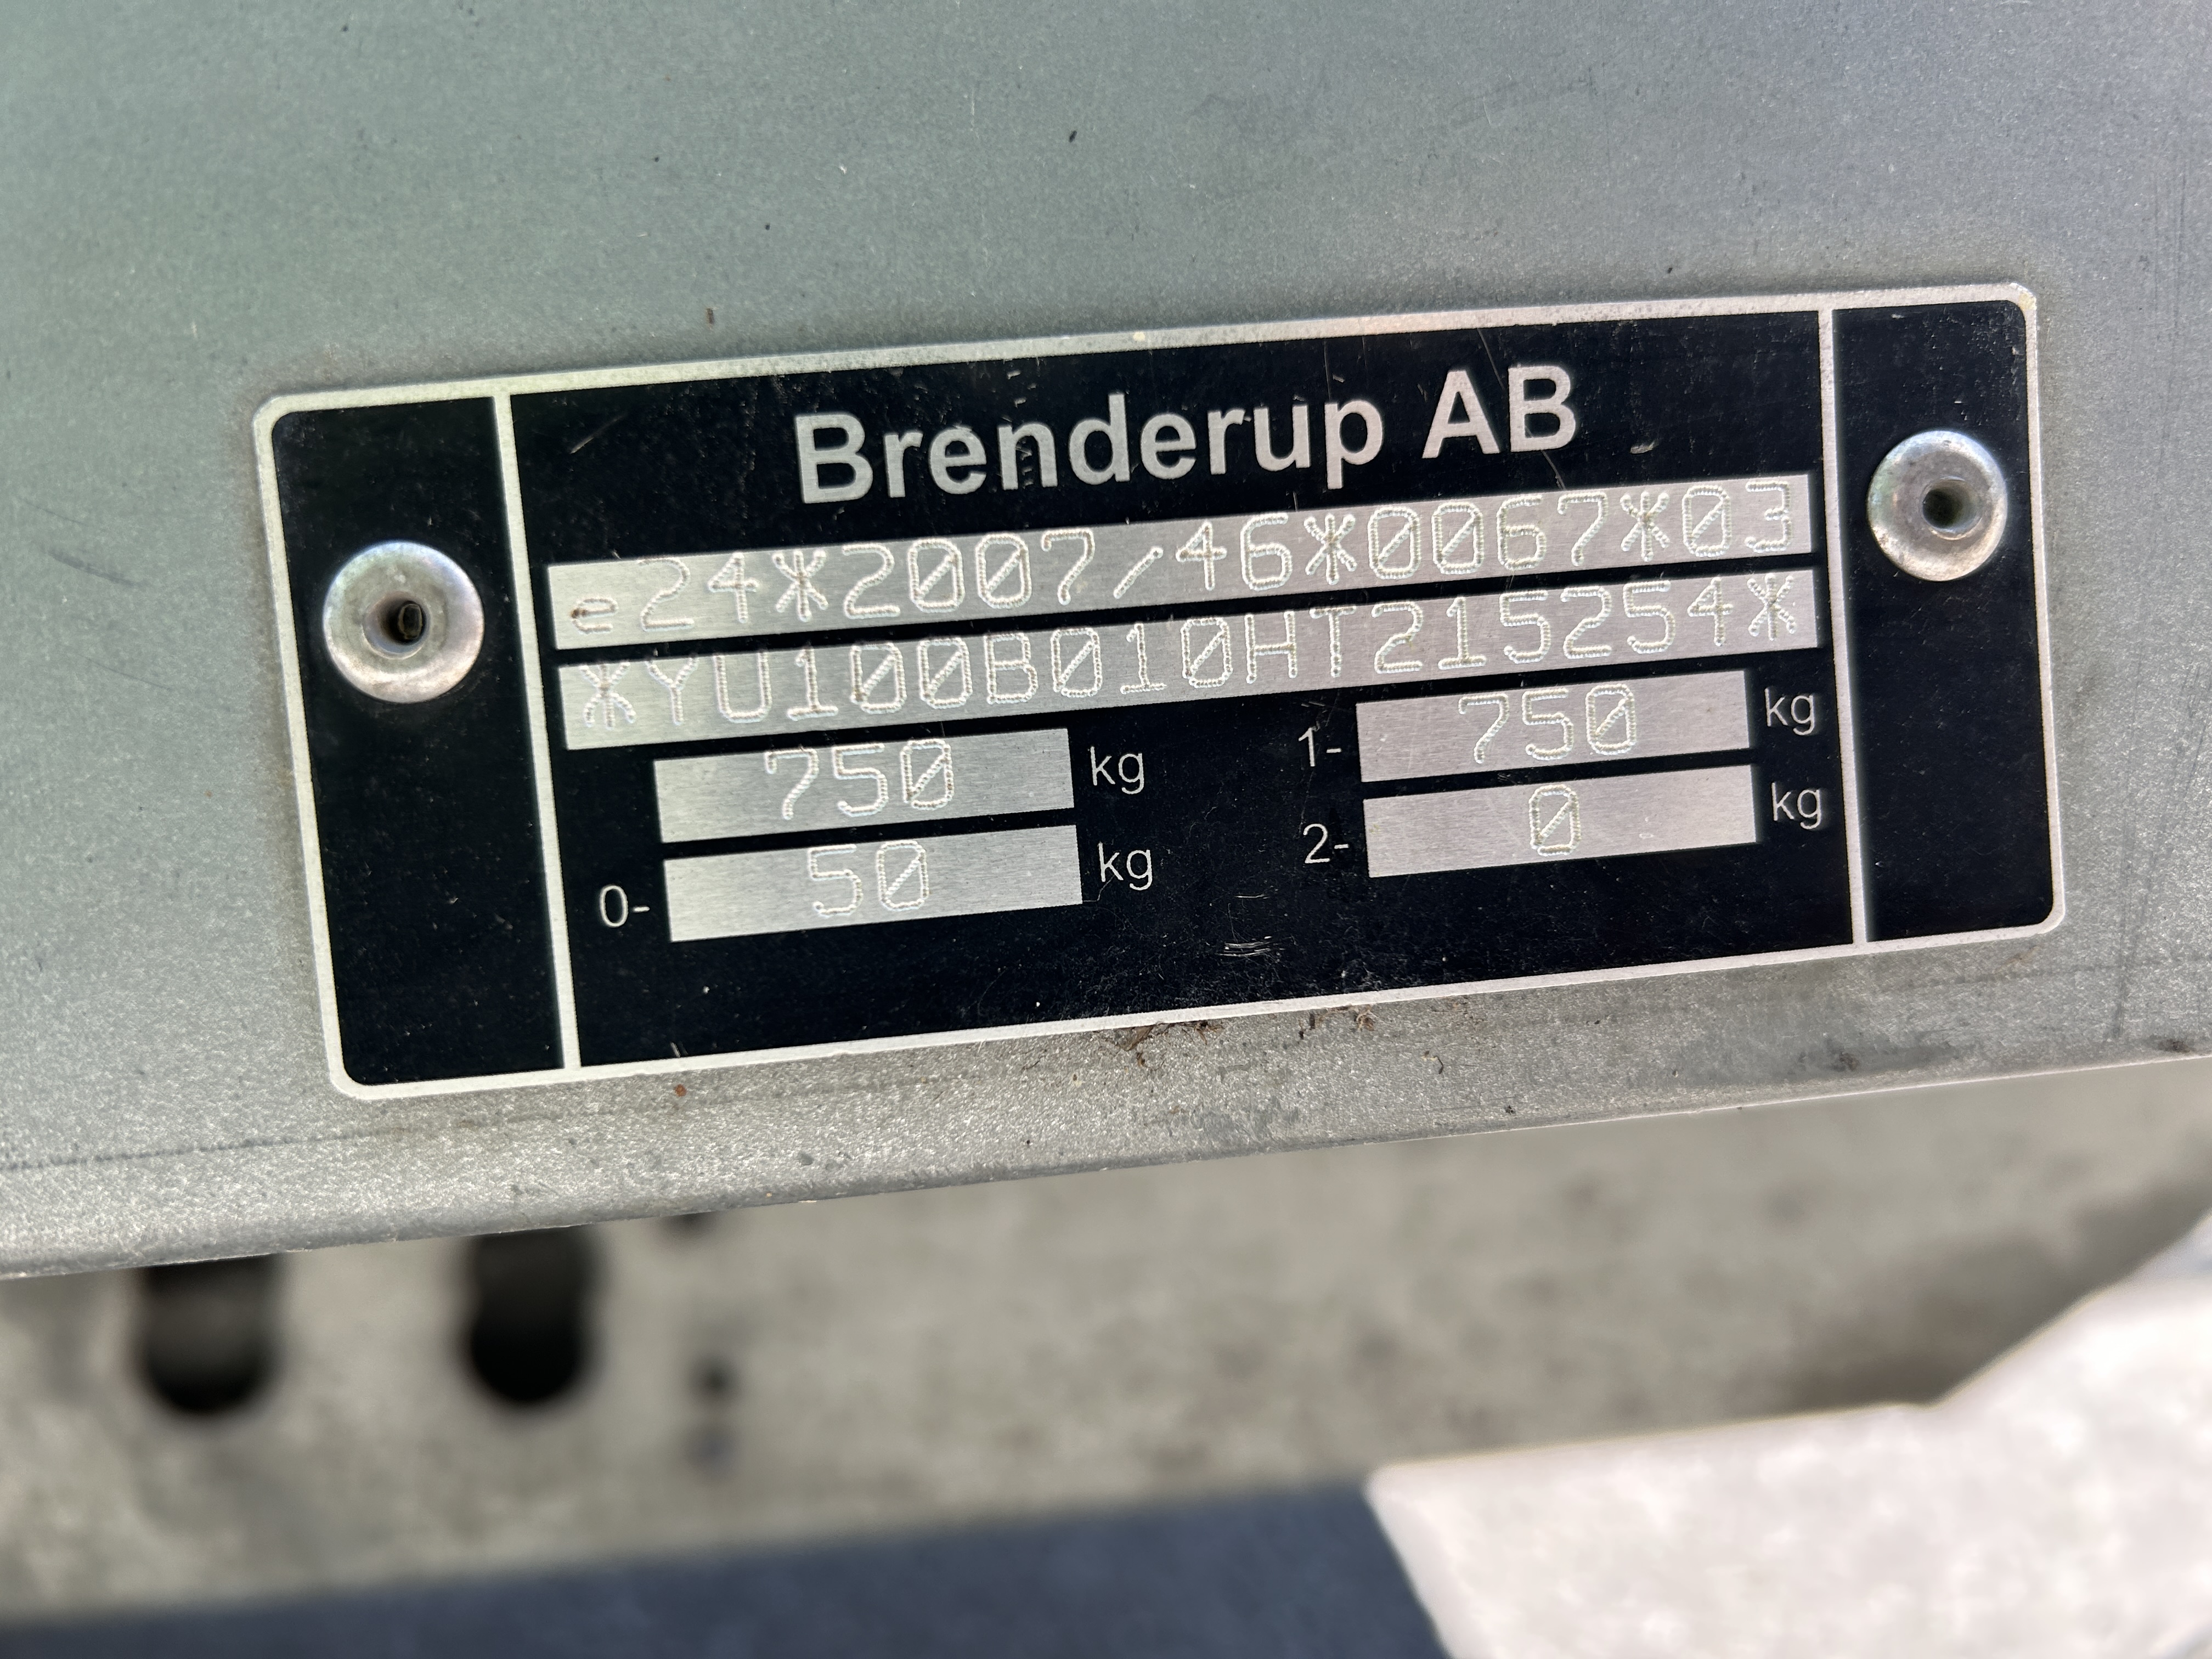 Brenderup AB
e24*2007/46*0067*03
*YU100B010HT215254*
750 kg 1- 750 kg
0- 50 kg 2- 0 kg